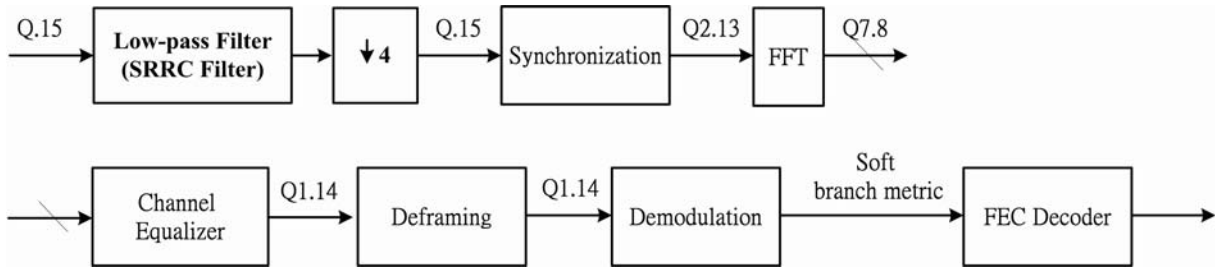 Q.15
Low-pass Filter
(SRRC Filter)
↓ 4
Q.15
Synchronization
Q2.13
FFT
Q7.8
Channel
Equalizer
Q1.14
Deframing
Q1.14
Demodulation
Soft
branch metric
FEC Decoder